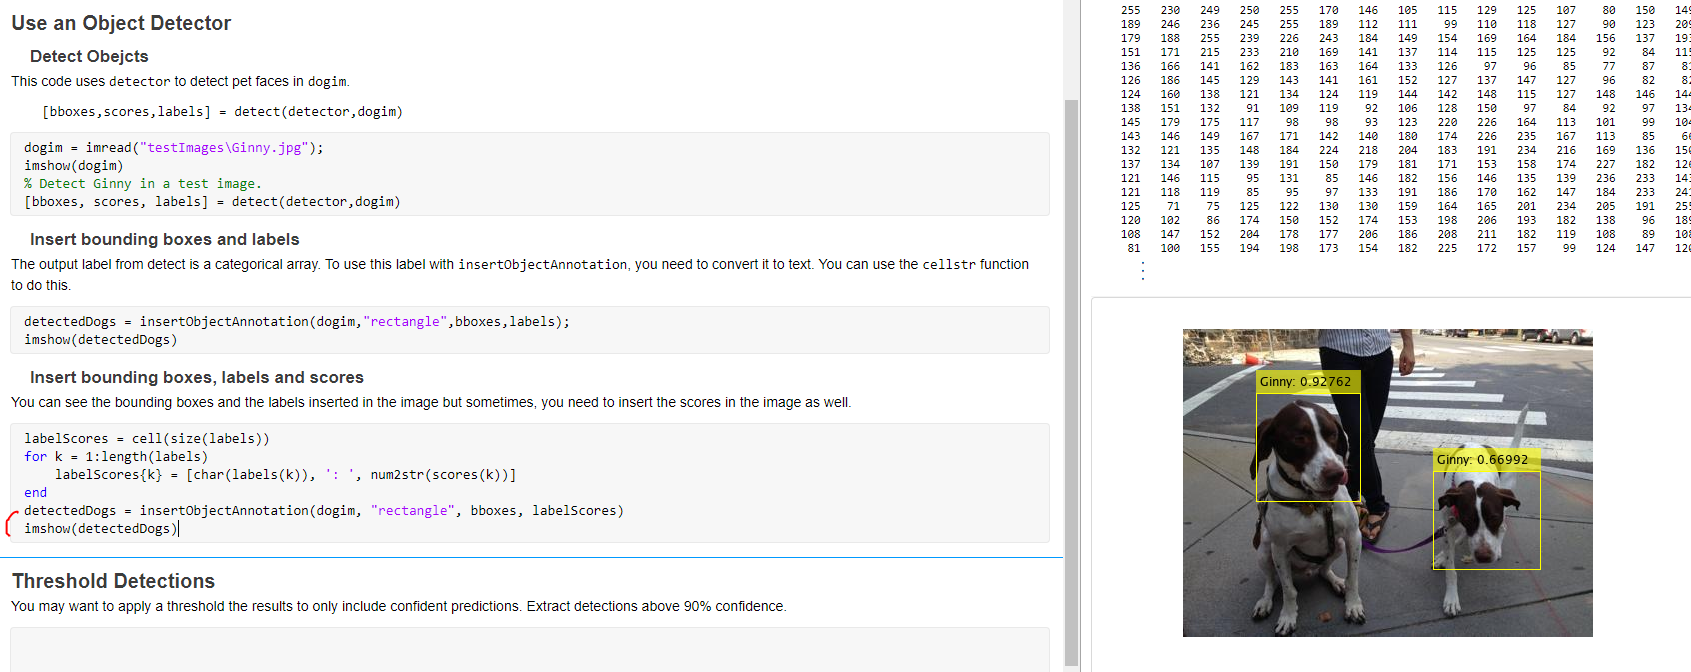 Use an Object Detector
Detect Obejcts
This code uses detector to detect pet faces in dogim.
[bboxes,scores,labels] = detect(detector,dogim)
dogim = imread("testImages\Ginny.jpg");
imshow(dogim)
% Detect Ginny in a test image.
[bboxes, scores, labels] = detect(detector,dogim)
Insert bounding boxes and labels
The output label from detect is a categorical array. To use this label with insertObjectAnnotation, you need to convert it to text. You can use the cellstr function
to do this.
detectedDogs = insertObjectAnnotation(dogim,"rectangle",bboxes,labels);
imshow(detectedDogs)
Insert bounding boxes, labels and scores
You can see the bounding boxes and the labels inserted in the image but sometimes, you need to insert the scores in the image as well.
labelScores = cell(size(labels))
for k = 1:length(labels)
labelScores{k} = [char(labels(k)), ': ', num2str(scores(k))]
end
detectedDogs = insertObjectAnnotation(dogim, "rectangle", bboxes, labelScores)
imshow(detectedDogs)
Threshold Detections
You may want to apply a threshold the results to only include confident predictions. Extract detections above 90% confidence.
255 230 249 250 255 170 146 105 115 129 125 107 80 150
189 246 236 245 255 189 112 111 99 110 118 127 90 123
179 188 255 239 226 243 184 149 154 169 164 184 156 137
151 171 215 233 210 169 141 137 114 115 125 125 92 84
136 166 141 162 183 163 164 133 126 97 96 85 77 87
126 186 145 129 143 141 161 152 127 137 147 127 96 82
124 160 138 121 134 124 119 144 142 148 115 127 148 146
138 151 132 91 109 119 92 106 128 150 97 84 92 97
145 179 175 117 98 98 93 123 220 226 164 113 101 99
143 146 149 167 171 142 140 180 174 226 235 167 113 85
132 121 135 148 184 224 218 204 183 191 234 216 169 136
137 134 107 139 191 150 179 181 171 153 158 174 227 182
121 146 115 95 131 85 146 182 156 146 135 139 236 233
121 118 119 85 95 97 133 191 186 170 162 147 184 233
125 71 75 125 122 130 130 159 164 165 201 234 205 191
120 102 86 174 150 152 174 153 198 206 193 182 138 96
108 147 152 204 178 177 206 186 208 211 182 119 108 89
81 100 155 194 198 173 154 182 225 172 157 99 124 147
Ginny: 0.92762
Ginny: 0.66992